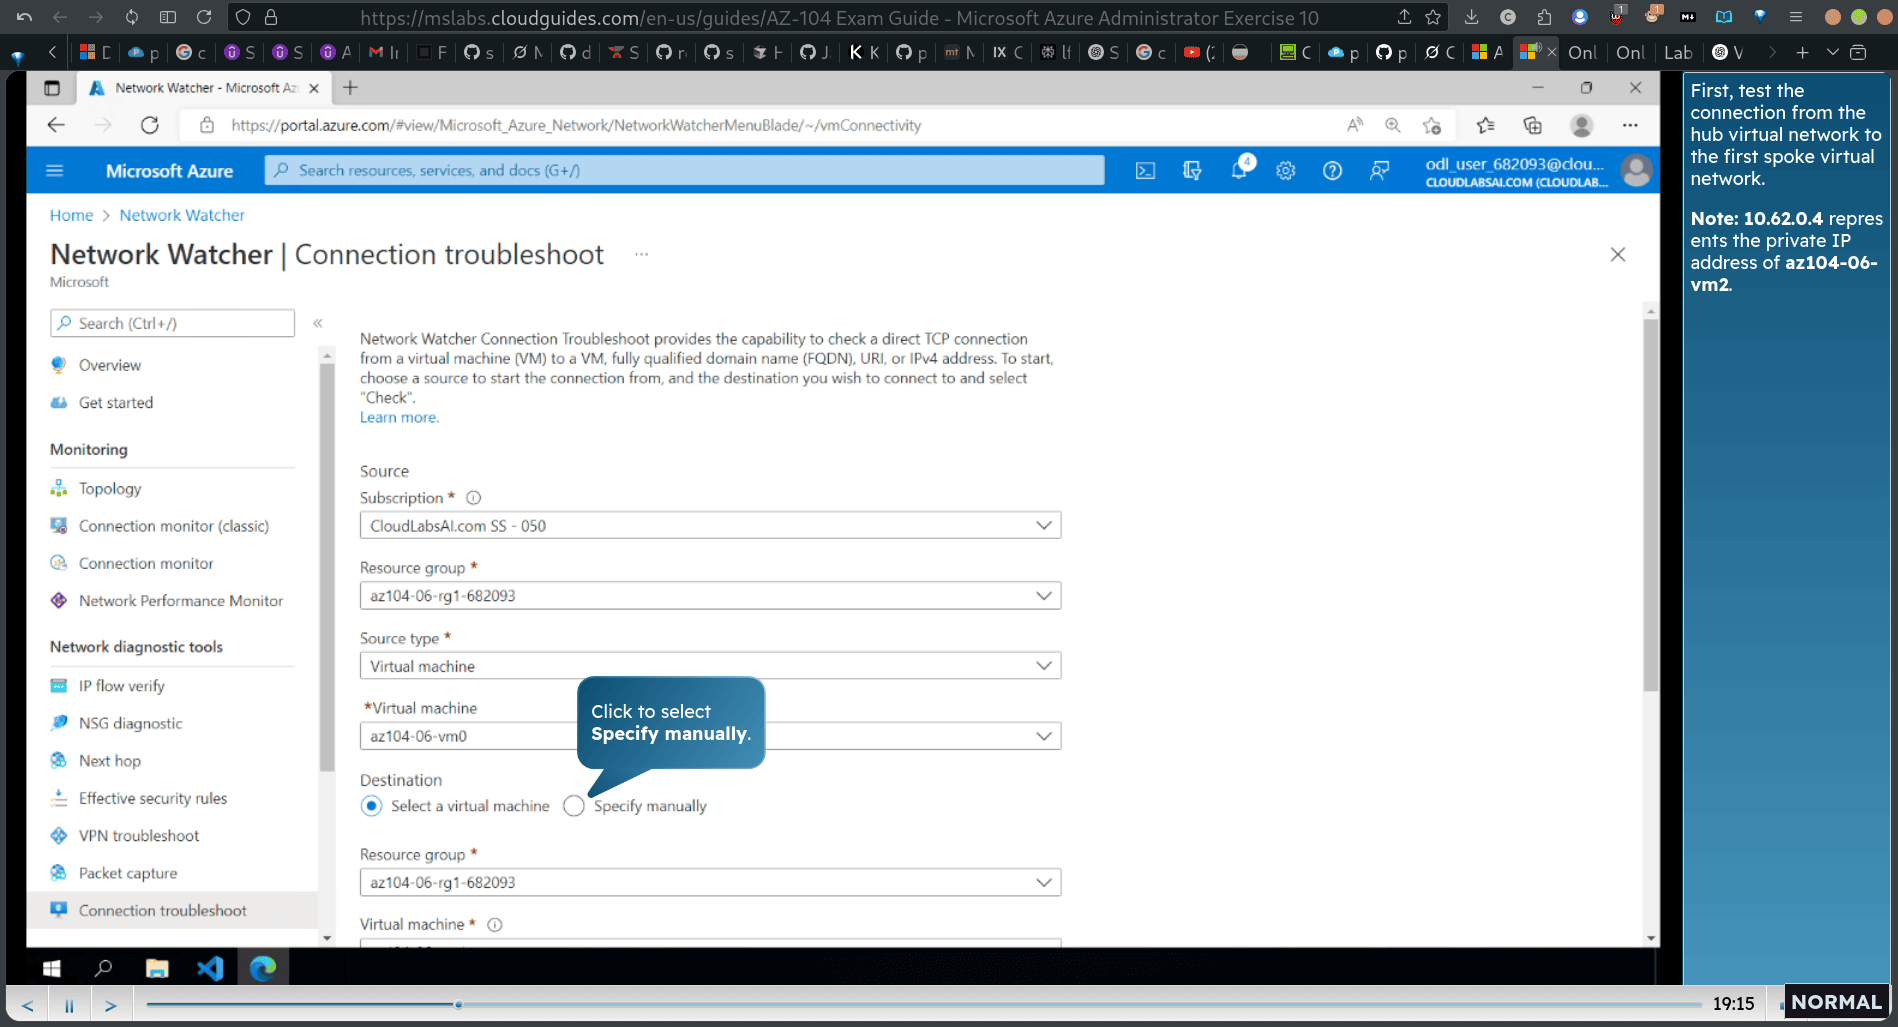 https://mslabs.cloudguides.com/en-us/guides/AZ-104 Exam Guide - Microsoft Azure Administrator Exercise 10
Onl
Onl
Lab
Network Watcher - Microsoft Az
https://portal.azure.com/#view/Microsoft_Azure_Network/NetworkWatcherMenuBlade/~/vmConnectivity
Microsoft Azure
Search resources, services, and docs (G+/)
4
odl_user_682093@clou...
CLOUDLABSAI.COM (CLOUDLAB...
Home > Network Watcher
Network Watcher | Connection troubleshoot ...
Microsoft
Search (Ctrl+/)
«
Overview
Get started
Monitoring
Topology
Connection monitor (classic)
Connection monitor
Network Performance Monitor
Network diagnostic tools
IP flow verify
NSG diagnostic
Next hop
Effective security rules
VPN troubleshoot
Packet capture
Connection troubleshoot
Network Watcher Connection Troubleshoot provides the capability to check a direct TCP connection
from a virtual machine (VM) to a VM, fully qualified domain name (FQDN), URI, or IPv4 address. To start,
choose a source to start the connection from, and the destination you wish to connect to and select
"Check".
Learn more.
Source
Subscription *
CloudLabsAI.com SS - 050
Resource group *
az104-06-rg1-682093
Source type *
Virtual machine
*Virtual machine
az104-06-vm0
Click to select
Specify manually.
Destination
Select a virtual machine
Specify manually
Resource group *
az104-06-rg1-682093
Virtual machine *
First, test the
connection from the
hub virtual network to
the first spoke virtual
network.
Note: 10.62.0.4 repres
ents the private IP
address of az104-06-
vm2.
< >
19:15
NORMAL